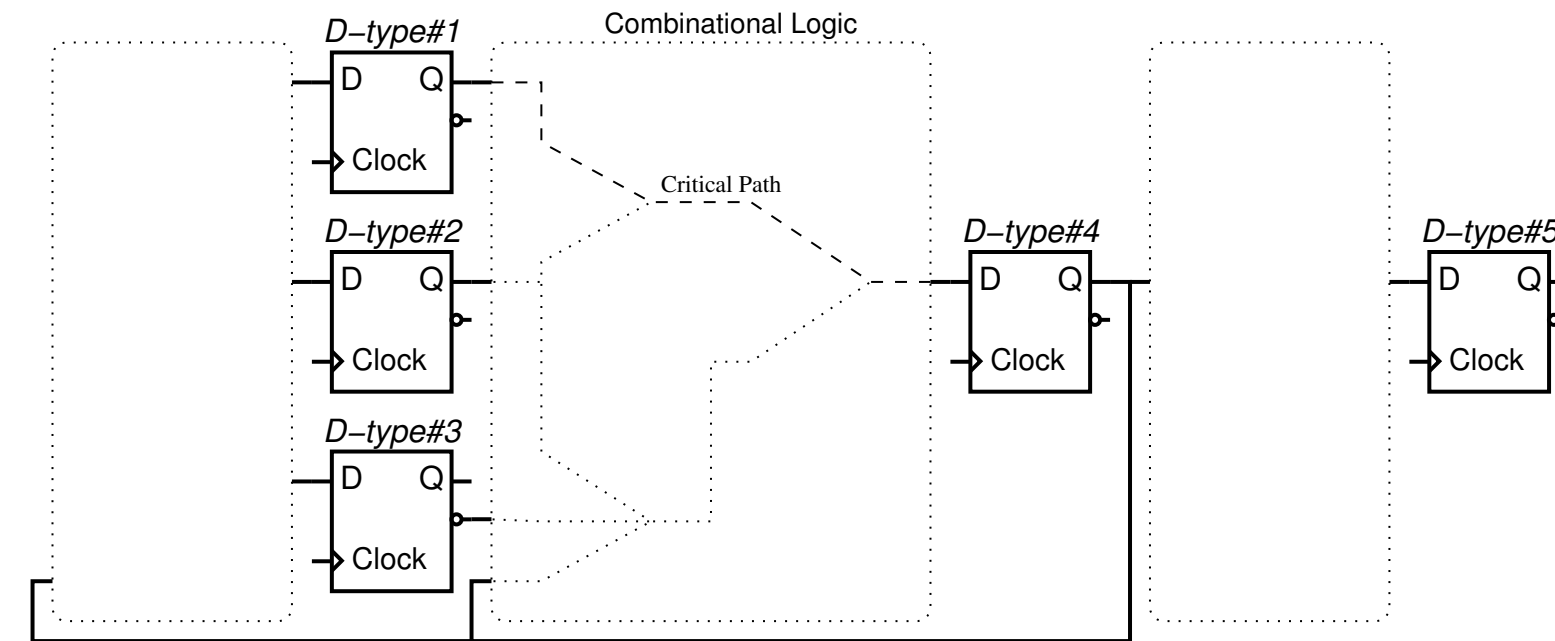 Combinational Logic
D–type#1
D Q
Clock
Critical Path
D–type#2
D Q
Clock
D–type#3
D Q
Clock
D–type#4
D Q
Clock
D–type#5
D Q
Clock